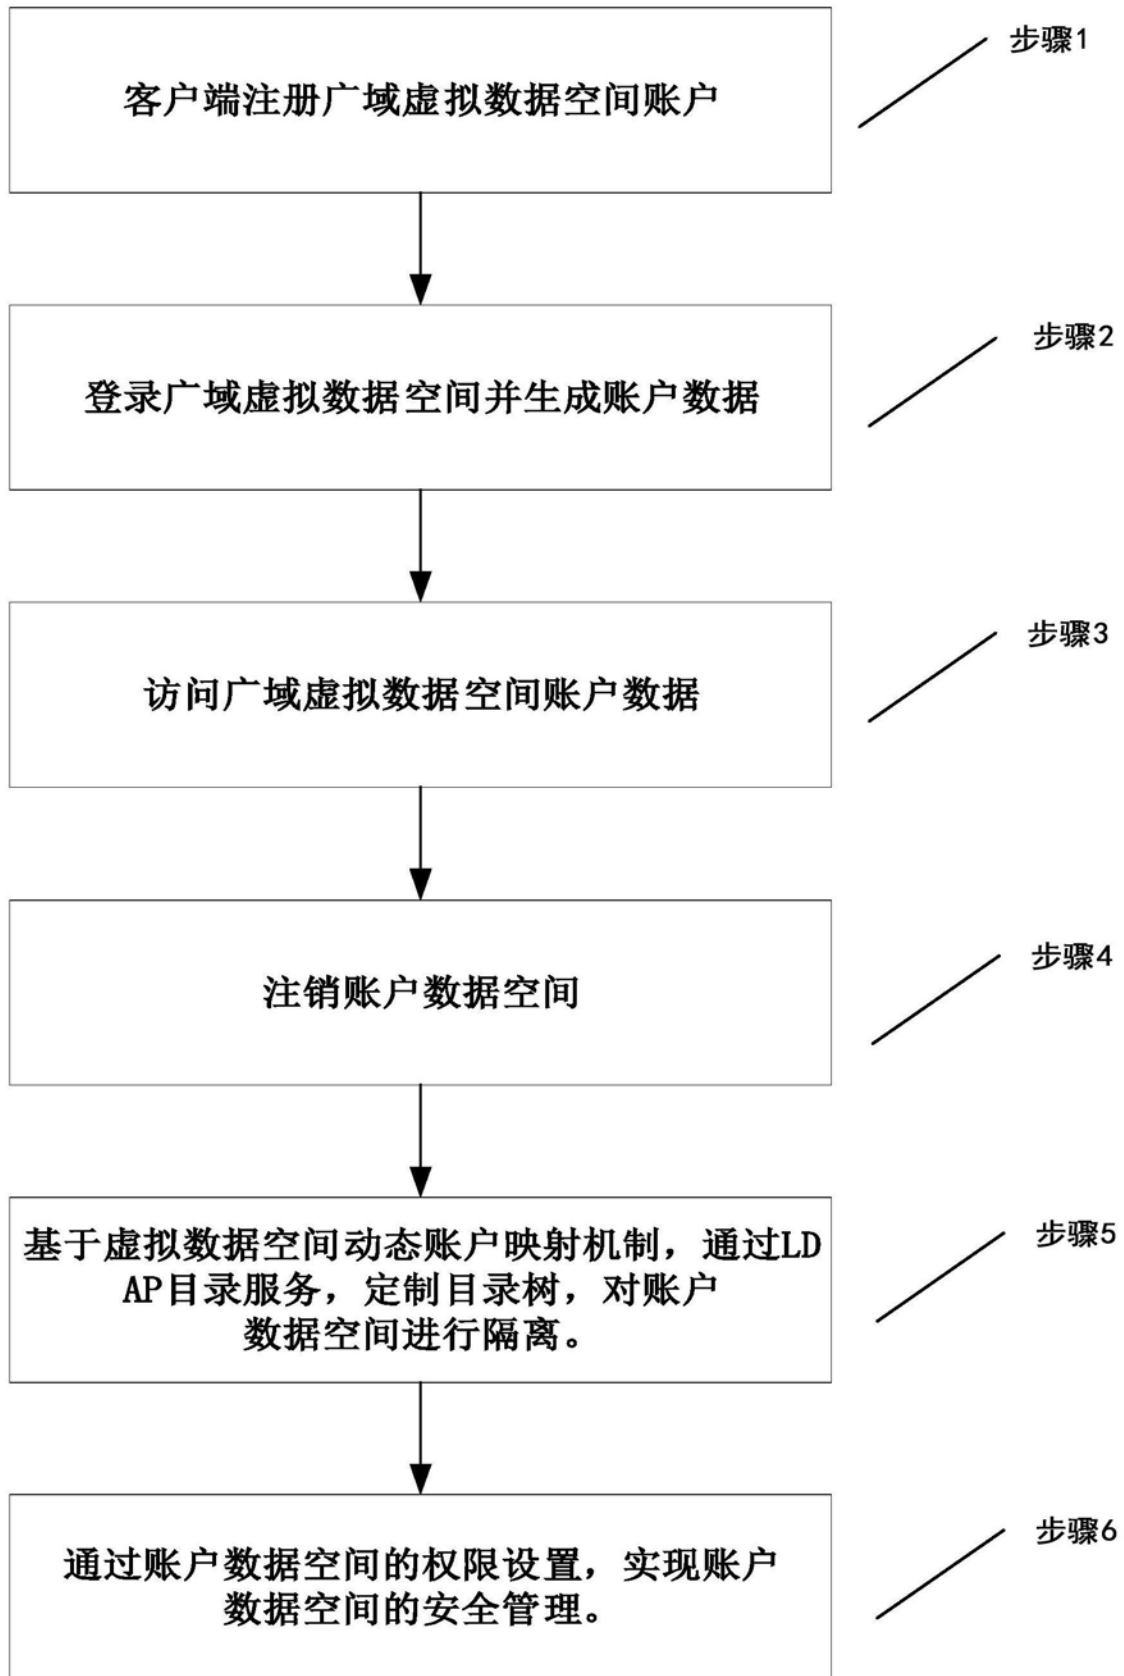 步骤1
客户端注册广域虚拟数据空间账户
步骤2
登录广域虚拟数据空间并生成账户数据
步骤3
访问广域虚拟数据空间账户数据
步骤4
注销账户数据空间
步骤5
基于虚拟数据空间动态账户映射机制，通过LD
AP目录服务，定制目录树，对账户
数据空间进行隔离。
步骤6
通过账户数据空间的权限设置，实现账户
数据空间的安全管理。